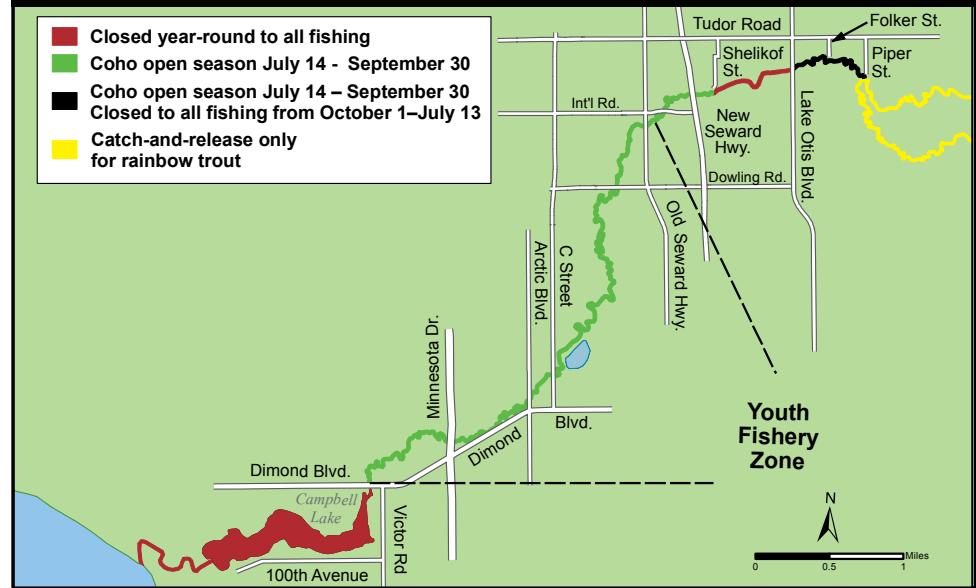 Closed year-round to all fishing
Coho open season July 14 - September 30
Coho open season July 14 – September 30
Closed to all fishing from October 1–July 13
Catch-and-release only
for rainbow trout
Tudor Road
Folker St.
Shelikof
St.
Piper
St.
Int'l Rd.
New
Seward
Hwy.
Lake Otis Blvd.
Dowling Rd.
Old Seward Hwy.
Arctic Blvd.
C Street
Minnesota Dr.
Dimond
Blvd.
Youth
Fishery
Zone
Dimond Blvd.
Campbell
Lake
Victor Rd
100th Avenue
N
Miles
0
0.5
1